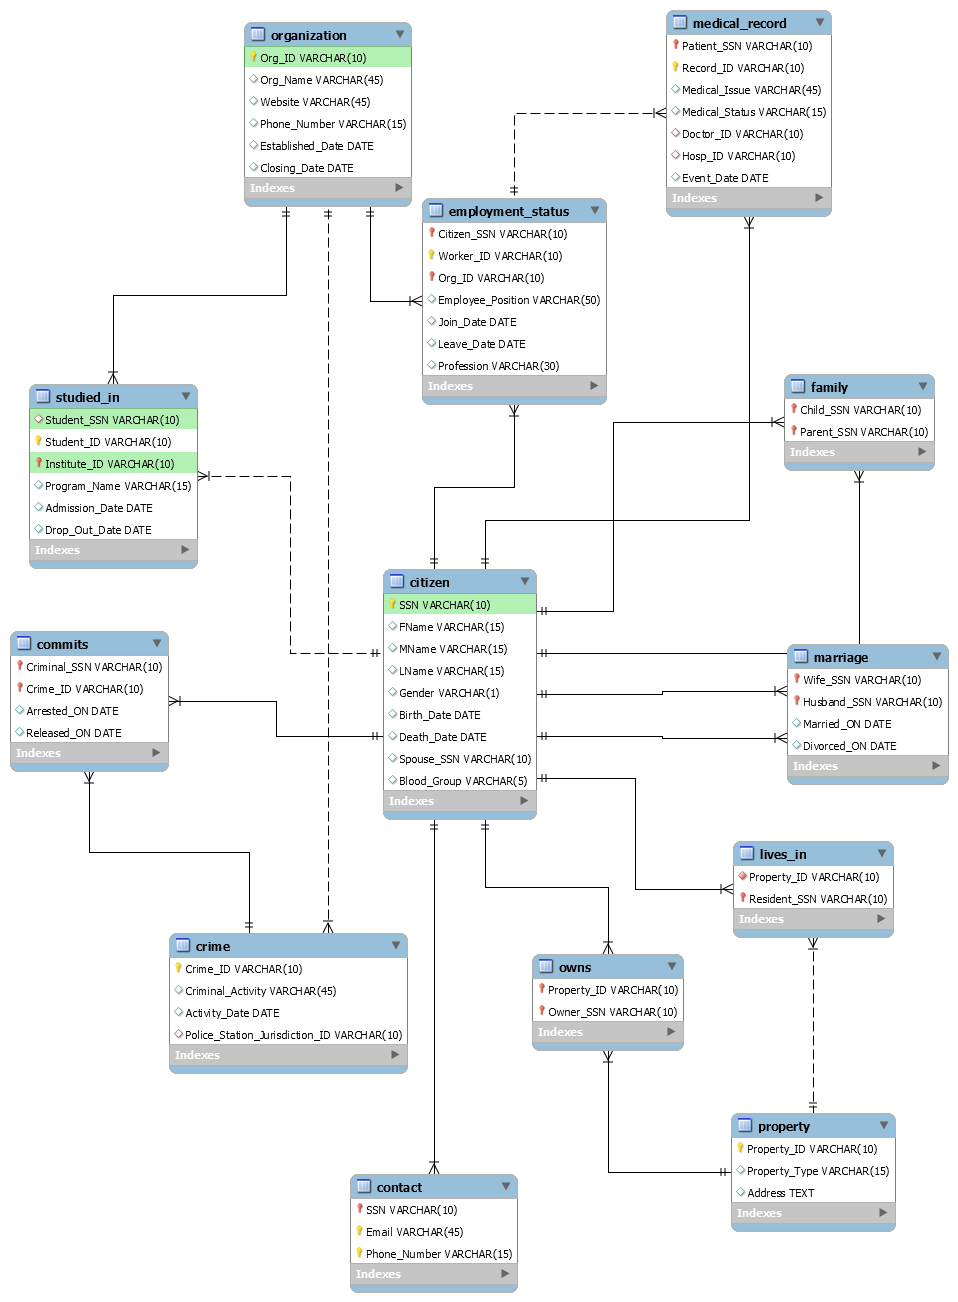 organization
Org_ID VARCHAR(10)
Org_Name VARCHAR(45)
Website VARCHAR(45)
Phone_Number VARCHAR(15)
Established_Date DATE
Closing_Date DATE
Indexes
medical_record
Patient_SSN VARCHAR(10)
Record_ID VARCHAR(10)
Medical_Issue VARCHAR(45)
Medical_Status VARCHAR(15)
Doctor_ID VARCHAR(10)
Hosp_ID VARCHAR(10)
Event_Date DATE
Indexes
employment_status
Citizen_SSN VARCHAR(10)
Worker_ID VARCHAR(10)
Org_ID VARCHAR(10)
Employee_Position VARCHAR(50)
Join_Date DATE
Leave_Date DATE
Profession VARCHAR(30)
Indexes
studied_in
Student_SSN VARCHAR(10)
Student_ID VARCHAR(10)
Institute_ID VARCHAR(10)
Program_Name VARCHAR(15)
Admission_Date DATE
Drop_Out_Date DATE
Indexes
family
Child_SSN VARCHAR(10)
Parent_SSN VARCHAR(10)
Indexes
citizen
SSN VARCHAR(10)
FName VARCHAR(15)
MName VARCHAR(15)
LName VARCHAR(15)
Gender VARCHAR(1)
Birth_Date DATE
Death_Date DATE
Spouse_SSN VARCHAR(10)
Blood_Group VARCHAR(5)
Indexes
commits
Criminal_SSN VARCHAR(10)
Crime_ID VARCHAR(10)
Arrested_ON DATE
Released_ON DATE
Indexes
marriage
Wife_SSN VARCHAR(10)
Husband_SSN VARCHAR(10)
Married_ON DATE
Divorced_ON DATE
Indexes
lives_in
Property_ID VARCHAR(10)
Resident_SSN VARCHAR(10)
Indexes
crime
Crime_ID VARCHAR(10)
Criminal_Activity VARCHAR(45)
Activity_Date DATE
Police_Station_Jurisdiction_ID VARCHAR(10)
Indexes
owns
Property_ID VARCHAR(10)
Owner_SSN VARCHAR(10)
Indexes
property
Property_ID VARCHAR(10)
Property_Type VARCHAR(15)
Address TEXT
Indexes
contact
SSN VARCHAR(10)
Email VARCHAR(45)
Phone_Number VARCHAR(15)
Indexes